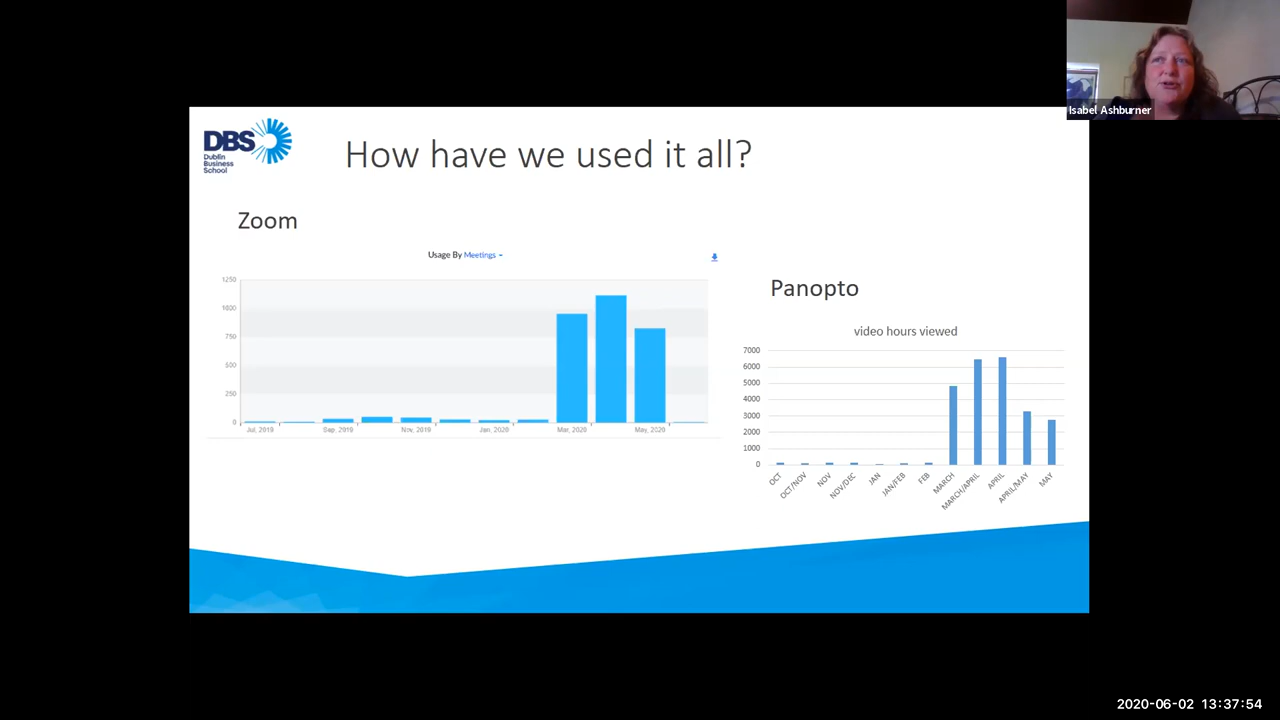 Isabel Ashburner
DBS
Dublin
Business
School
How have we used it all?
Zoom
Usage By Meetings
1250
1000
750
500
250
0
Jul, 2019
Sep, 2019
Nov, 2019
Jan, 2020
Mar, 2020
May, 2020
Panopto
video hours viewed
7000
6000
5000
4000
3000
2000
1000
0
OCT
OCT/NOV
NOV
NOV/DEC
JAN
JAN/FEB
FEB
MARCH
MARCH/APRIL
APRIL
APRIL/MAY
MAY
2020-06-02 13:37:54